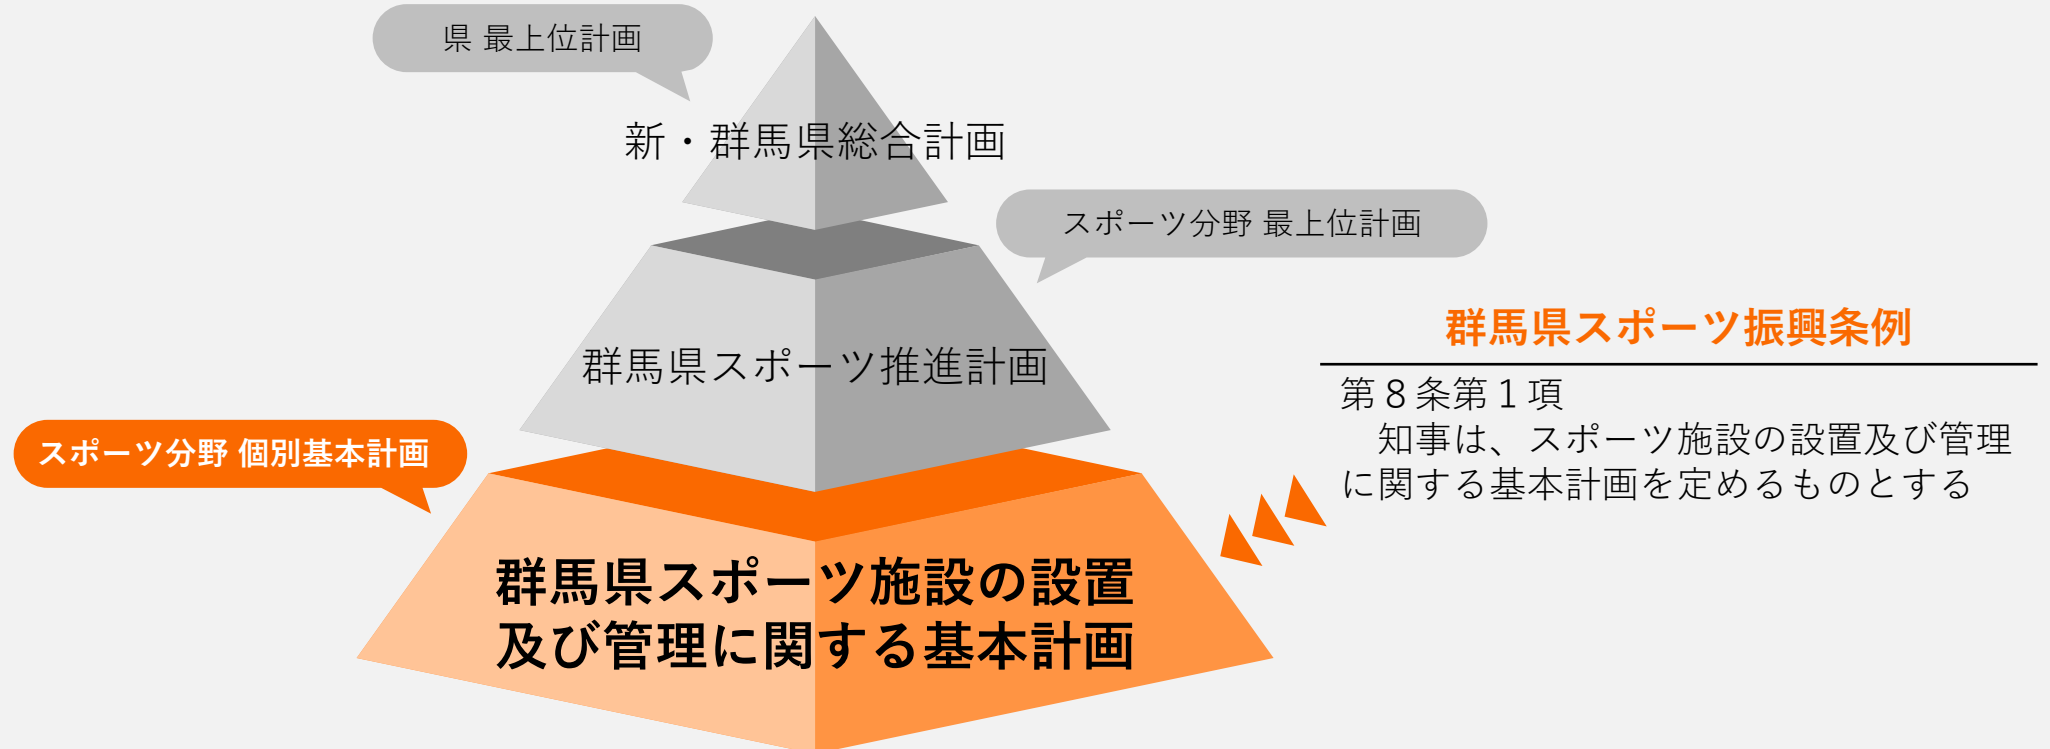 県 最上位計画
新・群馬県総合計画
スポーツ分野 最上位計画
群馬県スポーツ推進計画
スポーツ分野 個別基本計画
群馬県スポーツ施設の設置
及び管理に関する基本計画
群馬県スポーツ振興条例
第８条第１項
　知事は、スポーツ施設の設置及び管理
に関する基本計画を定めるものとする